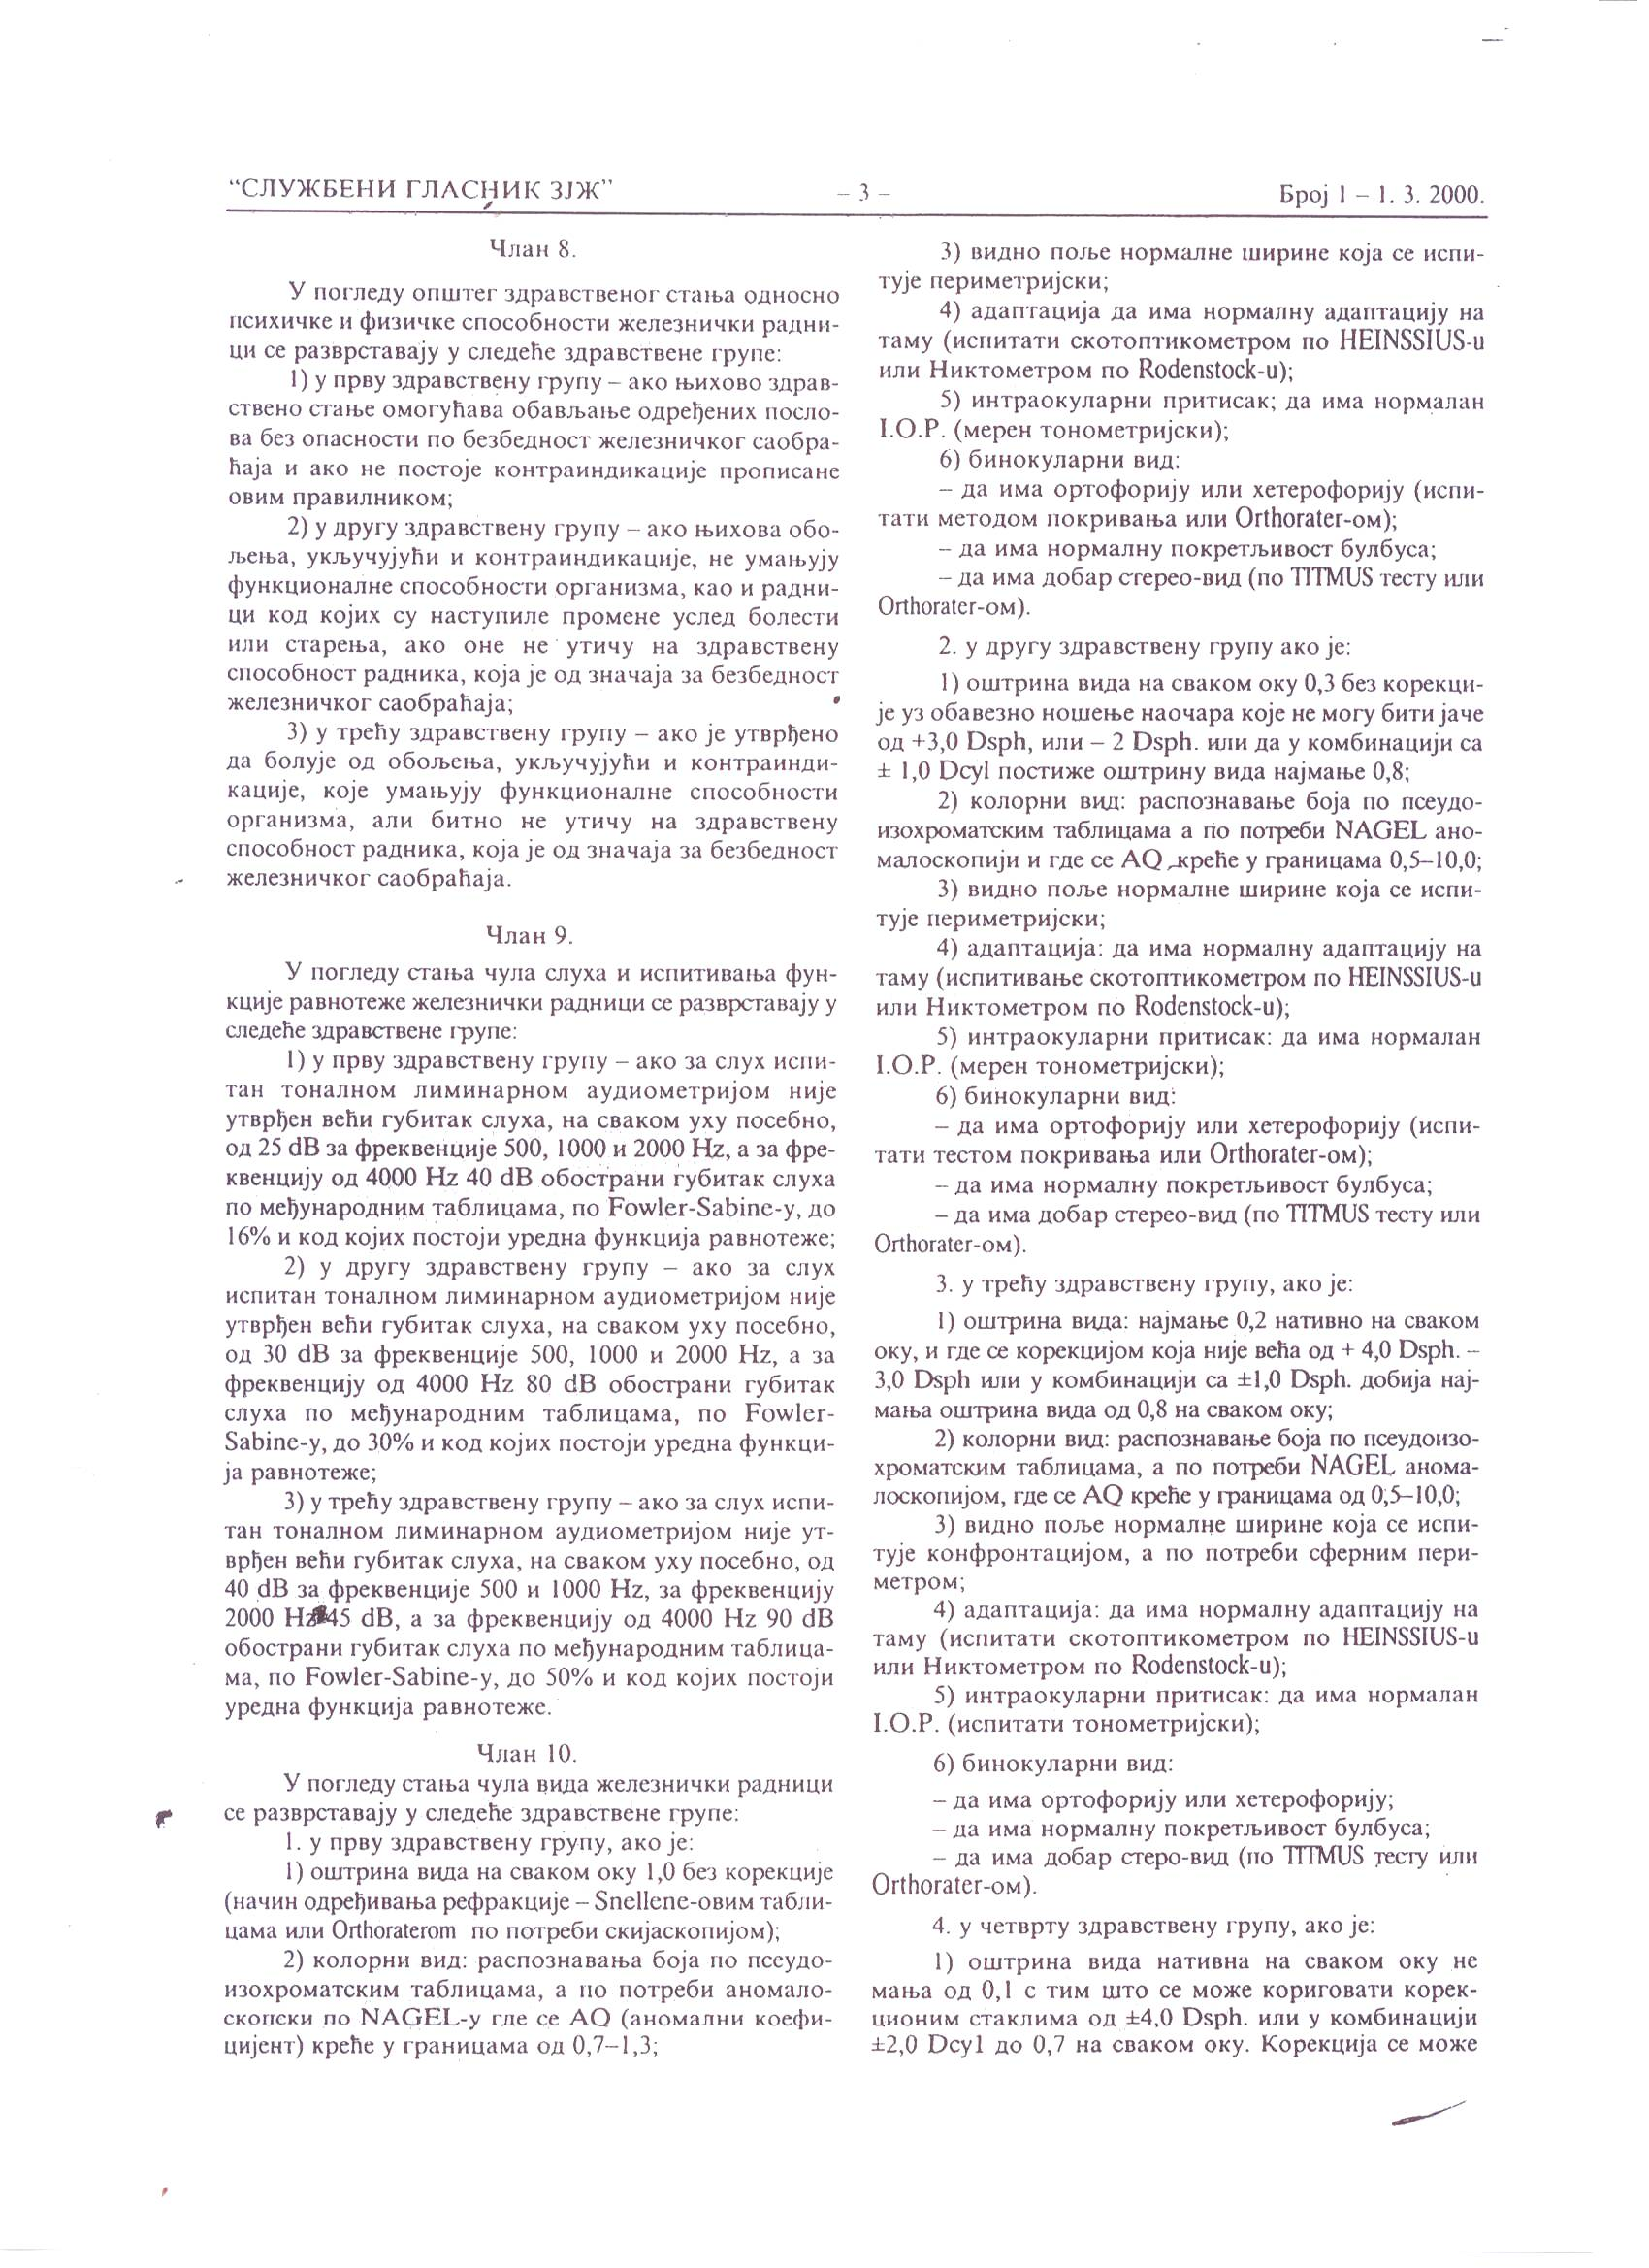 “СЛУЖБЕНИ ГЛАСНИК ЗЈЖ”
– 3 –
Број 1 – 1. 3. 2000.
Члан 8.
У погледу општег здравственог стања односно
психичке и физичке способности железнички радни-
ци се разврставају у следеће здравствене групе:
1) у прву здравствену групу – ако њихово здрав-
ствено стање омогућава обављање одређених посло-
ва без опасности по безбедност железничког саобра-
ћаја и ако не постоје контраиндикације прописане
овим правилником;
2) у другу здравствену групу – ако њихова обо-
љења, укључујући и контраиндикације, не умањују
функционалне способности организма, као и радни-
ци код којих су наступиле промене услед болести
или старења, ако оне не утичу на здравствену
способност радника, која је од значаја за безбедност
железничког саобраћаја;
3) у трећу здравствену групу – ако је утврђено
да болује од обољења, укључујући и контраинди-
кације, које умањују функционалне способности
организма, али битно не утичу на здравствену
способност радника, која је од значаја за безбедност
железничког саобраћаја.
Члан 9.
У погледу стања чула слуха и испитивања фун-
кције равнотеже железнички радници се разврставају у
следеће здравствене групе:
1) у прву здравствену групу – ако за слух испи-
тан тоналном лиминарном аудиометријом није
утврђен већи губитак слуха, на сваком уху посебно,
од 25 dB за фреквенције 500, 1000 и 2000 Hz, а за фре-
квенцију од 4000 Hz 40 dB обострани губитак слуха
по међународним таблицама, по Fowler-Sabine-у, до
16% и код којих постоји уредна функција равнотеже;
2) у другу здравствену групу – ако за слух
испитан тоналном лиминарном аудиометријом није
утврђен већи губитак слуха, на сваком уху посебно,
од 30 dB за фреквенције 500, 1000 и 2000 Hz, а за
фреквенцију од 4000 Hz 80 dB обострани губитак
слуха по међународним таблицама, по Fowler-
Sabine-у, до 30% и код којих постоји уредна функци-
ја равнотеже;
3) у трећу здравствену групу – ако за слух испи-
тан тоналном лиминарном аудиометријом није ут-
врђен већи губитак слуха, на сваком уху посебно, од
40 dB за фреквенције 500 и 1000 Hz, за фреквенцију
2000 Hz 45 dB, а за фреквенцију од 4000 Hz 90 dB
обострани губитак слуха по међународним таблица-
ма, по Fowler-Sabine-у, до 50% и код којих постоји
уредна функција равнотеже.
Члан 10.
У погледу стања чула вида железнички радници
се разврставају у следеће здравствене групе:
1. у прву здравствену групу, ако је:
1) оштрина вида на сваком оку 1,0 без корекције
(начин одређивања рефракције – Snellene-овим табли-
цама или Orthoraterom по потреби скијаскопијом);
2) колорни вид: распознавања боја по псеудо-
изохроматским таблицама, а по потреби аномало-
скопски по NAGEL-у где се AQ (аномални коефи-
цијент) креће у границама од 0,7–1,3;
3) видно поље нормалне ширине која се испи-
тује периметријски;
4) адаптација да има нормалну адаптацију на
таму (испитати скотоптикометром по HEINSSIUS-u
или Никтометром по Rodenstock-u);
5) интраокуларни притисак; да има нормалан
I.O.P. (мерен тонометријски);
6) бинокуларни вид:
– да има ортофорију или хетерофорију (испи-
тати методом покривања или Orthorater-ом);
– да има нормалну покретљивост булбуса;
– да има добар стерео-вид (по TITMUS тесту или
Orthorater-ом).
2. у другу здравствену групу ако је:
1) оштрина вида на сваком оку 0,3 без корекци-
је уз обавезно ношење наочара које не могу бити јаче
од +3,0 Dsph, или – 2 Dsph. или да у комбинацији са
± 1,0 Dcyl постиже оштрину вида најмање 0,8;
2) колорни вид: распознавање боја по псеудо-
изохроматским таблицама а по потреби NAGEL ано-
малоскопији и где се AQ креће у границама 0,5–10,0;
3) видно поље нормалне ширине која се испи-
тује периметријски;
4) адаптација: да има нормалну адаптацију на
таму (испитивање скотоптикометром по HEINSSIUS-u
или Никтометром по Rodenstock-u);
5) интраокуларни притисак: да има нормалан
I.O.P. (мерен тонометријски);
6) бинокуларни вид:
– да има ортофорију или хетерофорију (испи-
тати тестом покривања или Orthorater-ом);
– да има нормалну покретљивост булбуса;
– да има добар стерео-вид (по TITMUS тесту или
Orthorater-ом).
3. у трећу здравствену групу, ако је:
1) оштрина вида: најмање 0,2 нативно на сваком
оку, и где се корекцијом која није већа од + 4,0 Dsph. –
3,0 Dsph или у комбинацији са ±1,0 Dsph. добија нај-
мања оштрина вида од 0,8 на сваком оку;
2) колорни вид: распознавање боја по псеудоизо-
хроматским таблицама, а по потреби NAGEL анома-
лоскопијом, где се AQ креће у границама од 0,5–10,0;
3) видно поље нормалне ширине која се испи-
тује конфронтацијом, а по потреби сферним пери-
метром;
4) адаптација: да има нормалну адаптацију на
таму (испитати скотоптикометром по HEINSSIUS-u
или Никтометром по Rodenstock-u);
5) интраокуларни притисак: да има нормалан
I.O.P. (испитати тонометријски);
6) бинокуларни вид:
– да има ортофорију или хетерофорију;
– да има нормалну покретљивост булбуса;
– да има добар стеро-вид (по TITMUS тесту или
Orthorater-ом).
4. у четврту здравствену групу, ако је:
1) оштрина вида нативна на сваком оку не
мања од 0,1 с тим што се може кориговати корек-
ционим стаклима од ±4,0 Dsph. или у комбинацији
±2,0 Dcyl до 0,7 на сваком оку. Корекција се може